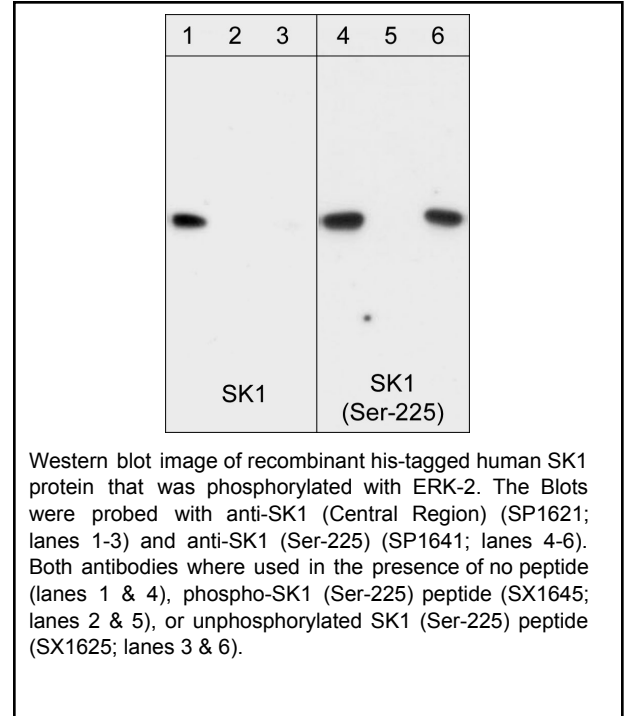 1 2 3 4 5 6
SK1
SK1
(Ser-225)
Western blot image of recombinant his-tagged human SK1
protein that was phosphorylated with ERK-2. The Blots
were probed with anti-SK1 (Central Region) (SP1621;
lanes 1-3) and anti-SK1 (Ser-225) (SP1641; lanes 4-6).
Both antibodies where used in the presence of no peptide
(lanes 1 & 4), phospho-SK1 (Ser-225) peptide (SX1645;
lanes 2 & 5), or unphosphorylated SK1 (Ser-225) peptide
(SX1625; lanes 3 & 6).